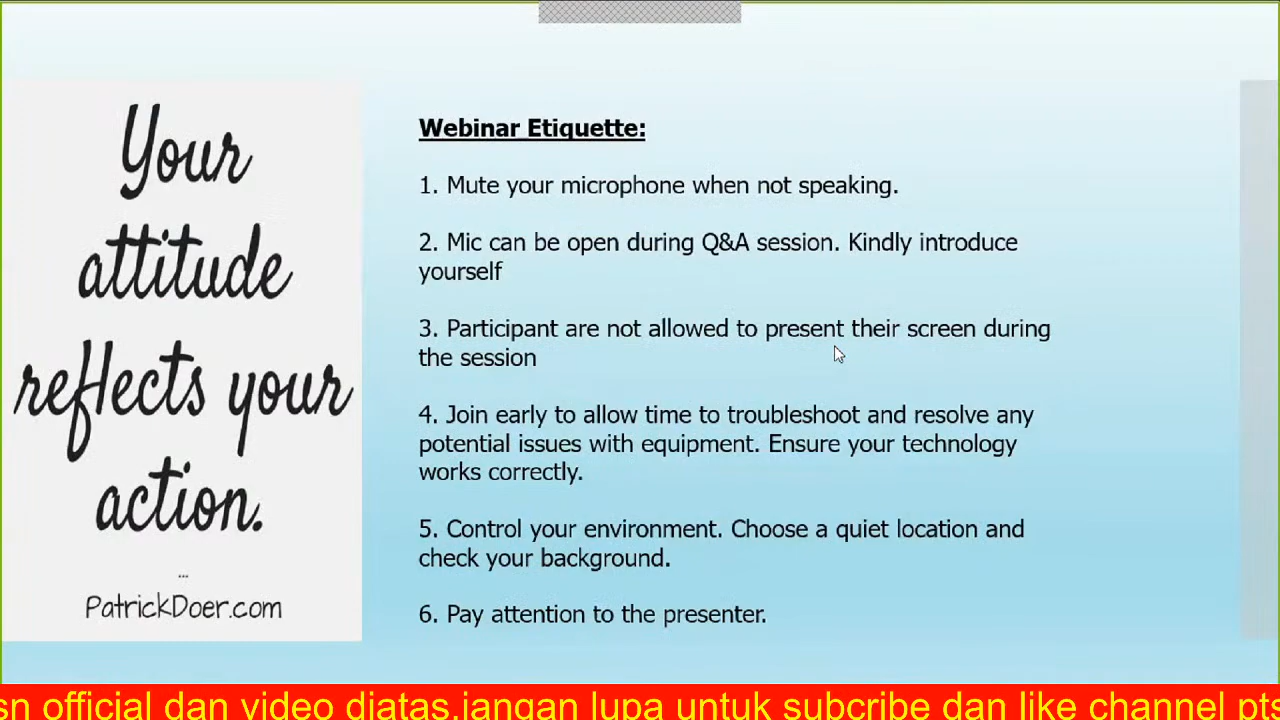 Your
attitude
reflects your
action.
...
PatrickDoer.com
Webinar Etiquette:
1. Mute your microphone when not speaking.
2. Mic can be open during Q&A session. Kindly introduce
yourself
3. Participant are not allowed to present their screen during
the session
4. Join early to allow time to troubleshoot and resolve any
potential issues with equipment. Ensure your technology
works correctly.
5. Control your environment. Choose a quiet location and
check your background.
6. Pay attention to the presenter.
sn official dan video diatas,jangan lupa untuk subcribe dan like channel pts